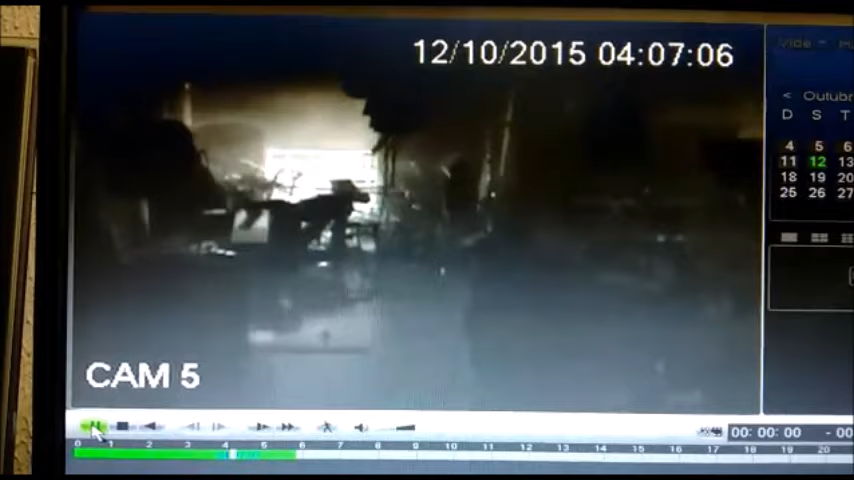 12/10/2015 04:07:06
CAM 5
< Outubr
D S T
4 5 6
11 12 13
18 19 20
25 26 27
00: 00: 00 - 00
0 1 2 3 4 5 6 7 8 9 10 11 12 13 14 15 16 17 18 19 20